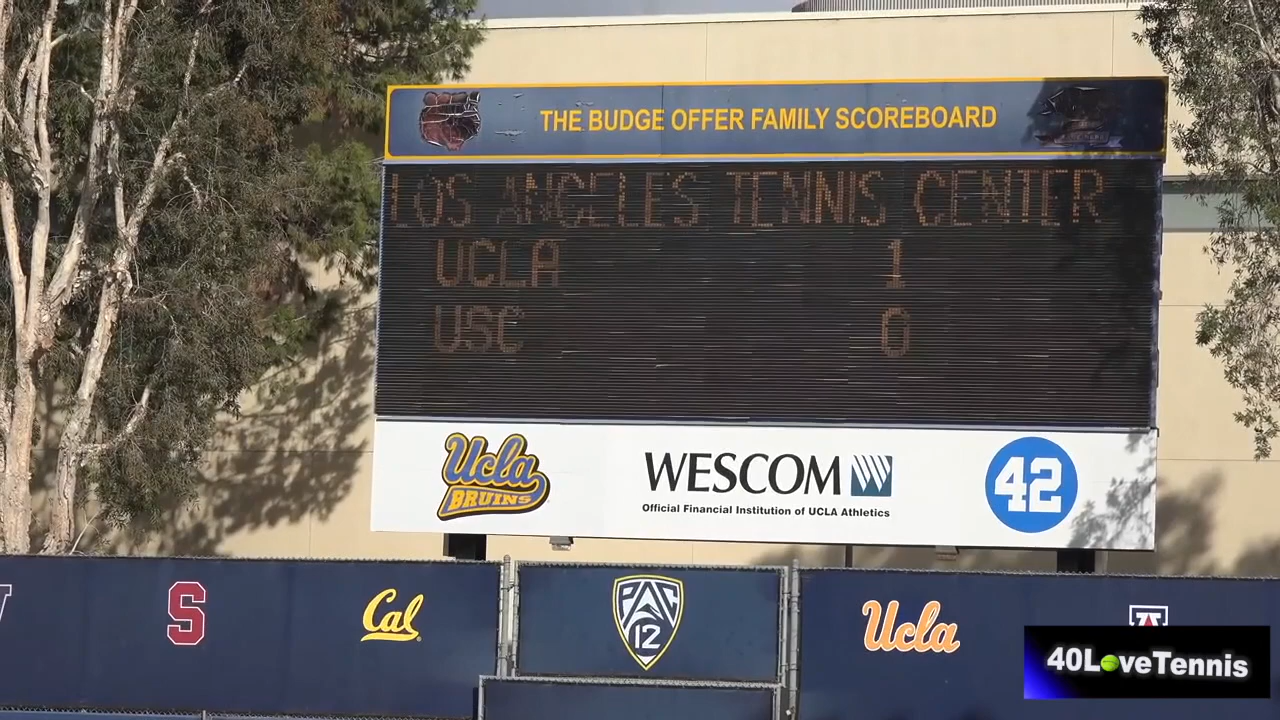 THE BUDGE OFFER FAMILY SCOREBOARD
LOS ANGELES TENNIS CENTER
UCLA 1
USC 0
Ucla
BRUINS
WESCOM
Official Financial Institution of UCLA Athletics
42
S
Cal
PAC
12
Ucla
A
40LoveTennis